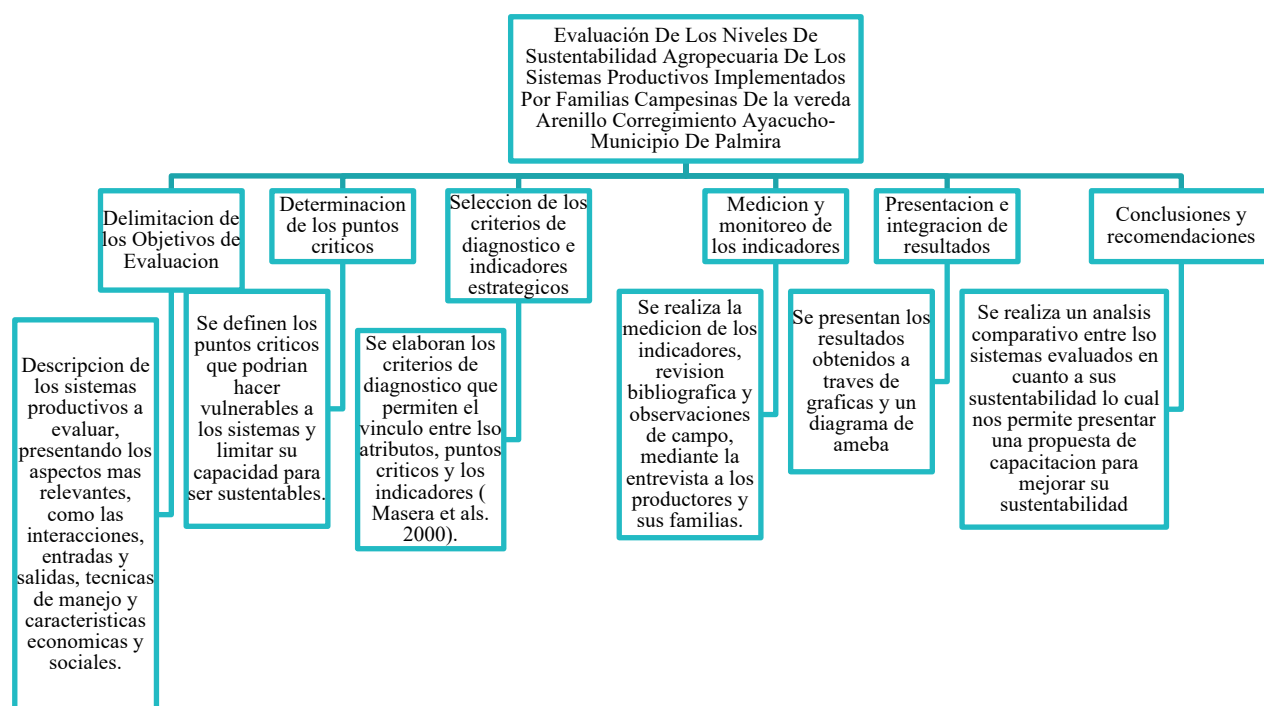 Evaluación De Los Niveles De
Sustentabilidad Agropecuaria De Los
Sistemas Productivos Implementados
Por Familias Campesinas De la vereda
Arenillo Corregimiento Ayacucho-
Municipio De Palmira
Delimitacion de
los Objetivos de
Evaluacion
Descripcion de
los sistemas
productivos a
evaluar,
presentando los
aspectos mas
relevantes,
como las
interacciones,
entradas y
salidas, tecnicas
de manejo y
caracteristicas
economicas y
sociales.
Determinacion
de los puntos
criticos
Se definen los
puntos criticos
que podrian
hacer
vulnerables a
los sistemas y
limitar su
capacidad para
ser sustentables.
Seleccion de los
criterios de
diagnostico e
indicadores
estrategicos
Se elaboran los
criterios de
diagnostico que
permiten el
vinculo entre lso
atributos, puntos
criticos y los
indicadores (
Masera et als.
2000).
Medicion y
monitoreo de
los indicadores
Se realiza la
medicion de los
indicadores,
revision
bibliografica y
observaciones
de campo,
mediante la
entrevista a los
productores y
sus familias.
Presentacion e
integracion de
resultados
Se presentan los
resultados
obtenidos a
traves de
graficas y un
diagrama de
ameba
Conclusiones y
recomendaciones
Se realiza un analsis
comparativo entre lso
sistemas evaluados en
cuanto a sus
sustentabilidad lo cual
nos permite presentar
una propuesta de
capacitacion para
mejorar su
sustentabilidad